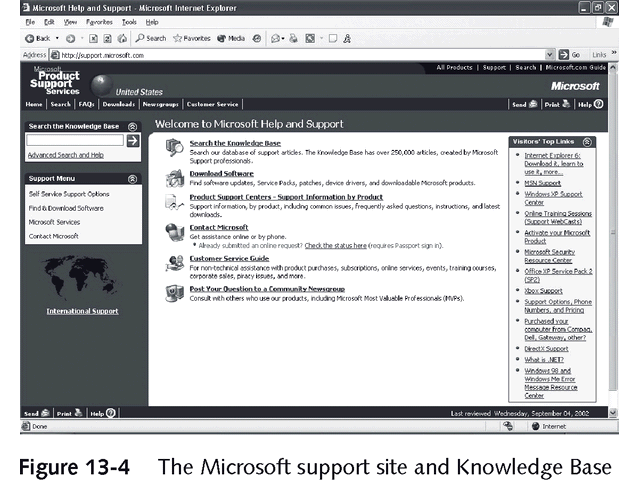 Microsoft Help and Support - Microsoft Internet Explorer
File Edit View Favorites Tools Help
Back Search Favorites Media
Address http://support.microsoft.com Go Links »
All Products | Support | Search | Microsoft.com Guide
Microsoft
Product
Support
Services
United States
Microsoft
Home | Search | FAQs | Downloads | Newsgroups | Customer Service |
Send | Print | Help
Search the Knowledge Base
Advanced Search and Help
Support Menu
Self Service Support Options
Find & Download Software
Microsoft Services
Contact Microsoft
International Support
Welcome to Microsoft Help and Support
Search the Knowledge Base
Search our database of support articles. The Knowledge Base has over 250,000 articles, created by Microsoft
Support professionals.
Download Software
Find software updates, Service Packs, patches, device drivers, and downloadable Microsoft products.
Product Support Centers - Support Information by Product
Support information, by product, including common issues, frequently asked questions, instructions, and latest
downloads.
Contact Microsoft
Get assistance online or by phone.
* Already submitted an online request? Check the status here (requires Passport sign in).
Customer Service Guide
For non-technical assistance with product purchases, subscriptions, online services, events, training courses,
corporate sales, piracy issues, and more.
Post Your Question to a Community Newsgroup
Consult with others who use our products, including Microsoft Most Valuable Professionals (MVPs).
Visitors' Top Links
Internet Explorer 6:
Download it, learn to
use it, more...
MSN Support
Windows XP Support
Center
Online Training Sessions
(Support WebCasts)
Activate your Microsoft
Product
Microsoft Security
Resource Center
Office XP Service Pack 2
(SP2)
Xbox Support
Support Options, Phone
Numbers, and Pricing
Purchased your
computer from Compaq,
Dell, Gateway, other?
DirectX Support
What is .NET?
Windows 98 and
Windows Me Error
Message Resource
Center
Send | Print | Help
Last reviewed Wednesday, September 04, 2002
Done
Internet
Figure 13-4 The Microsoft support site and Knowledge Base